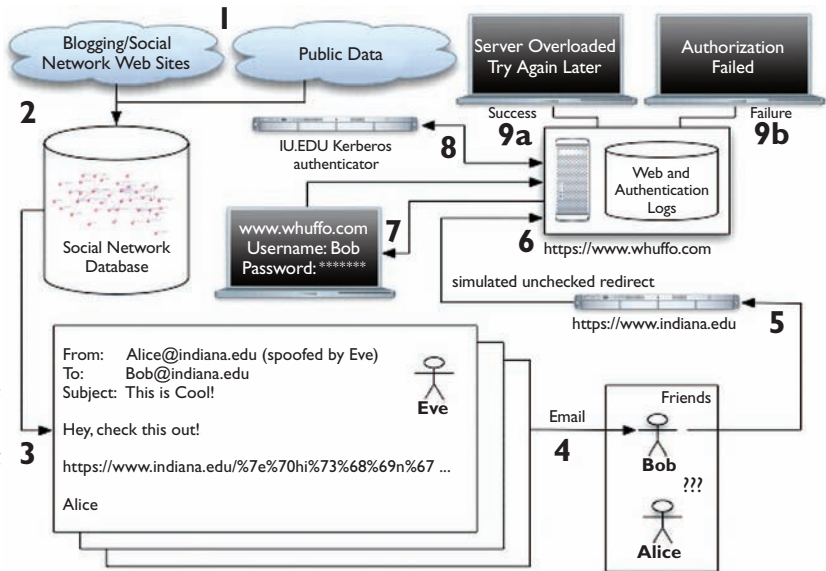 1
Blogging/Social
Network Web Sites
Public Data
Server Overloaded
Try Again Later
Authorization
Failed
2
Success
9a
Failure
9b
IU.EDU Kerberos
authenticator
8
Web and
Authentication
Logs
Social Network
Database
www.whuffo.com
Username: Bob
Password: *******
7
6
https://www.whuffo.com
simulated unchecked redirect
https://www.indiana.edu
5
From: Alice@indiana.edu (spoofed by Eve)
To: Bob@indiana.edu
Subject: This is Cool!
Eve
Hey, check this out!
3
https://www.indiana.edu/%7e%70hi%73%68%69n%67 ...
Alice
Email
4
Friends
Bob
???
Alice